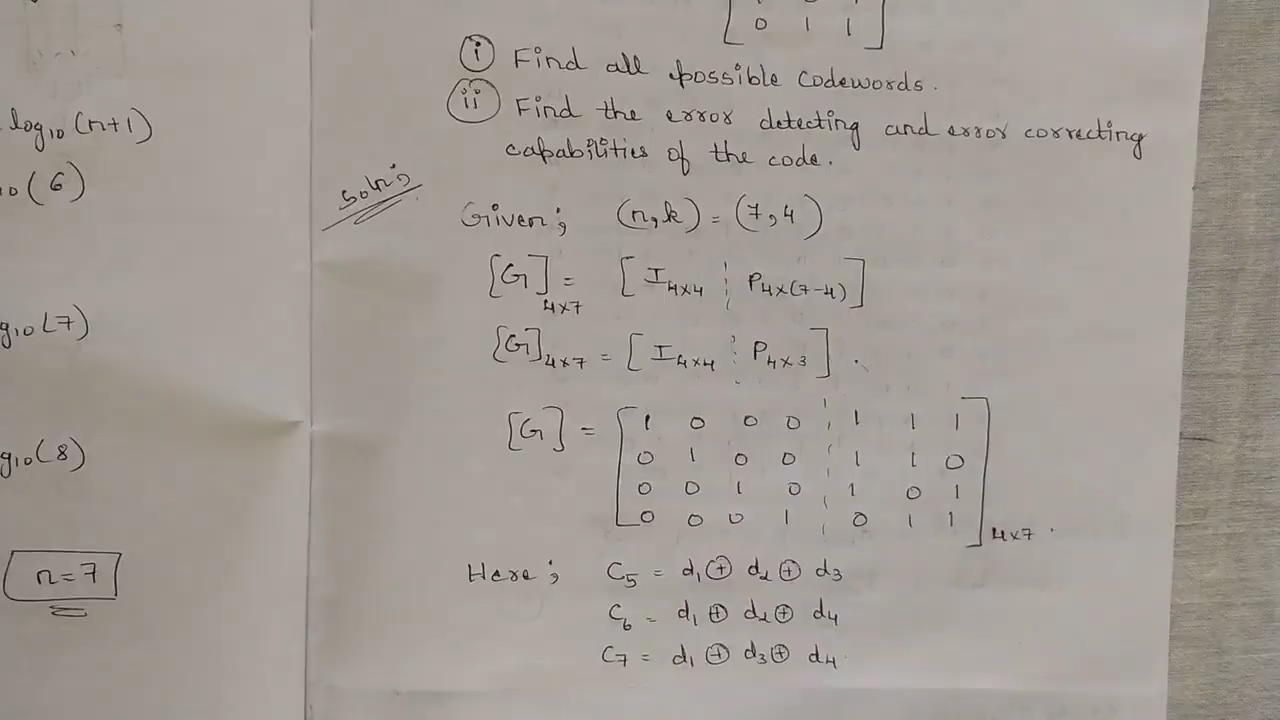 0 1 1
i Find all possible codewords.
ii Find the error detecting and error correcting
capabilities of the code.
Soln;
Given; (n,k) = (7,4)
[G]4x7 = [I4x4 ¦ P4x(7-4)]
[G]4x7 = [I4x4 ¦ P4x3].
[G] = [1 0 0 0 ¦ 1 1 1
0 1 0 0 ¦ 1 1 0
0 0 1 0 ¦ 1 0 1
0 0 0 1 ¦ 0 1 1]4x7.
Here; C5 = d1 ⊕ d2 ⊕ d3
C6 = d1 ⊕ d2 ⊕ d4
C7 = d1 ⊕ d3 ⊕ d4
log10 (n+1)
10 (6)
g10 (7)
g10 (8)
n=7